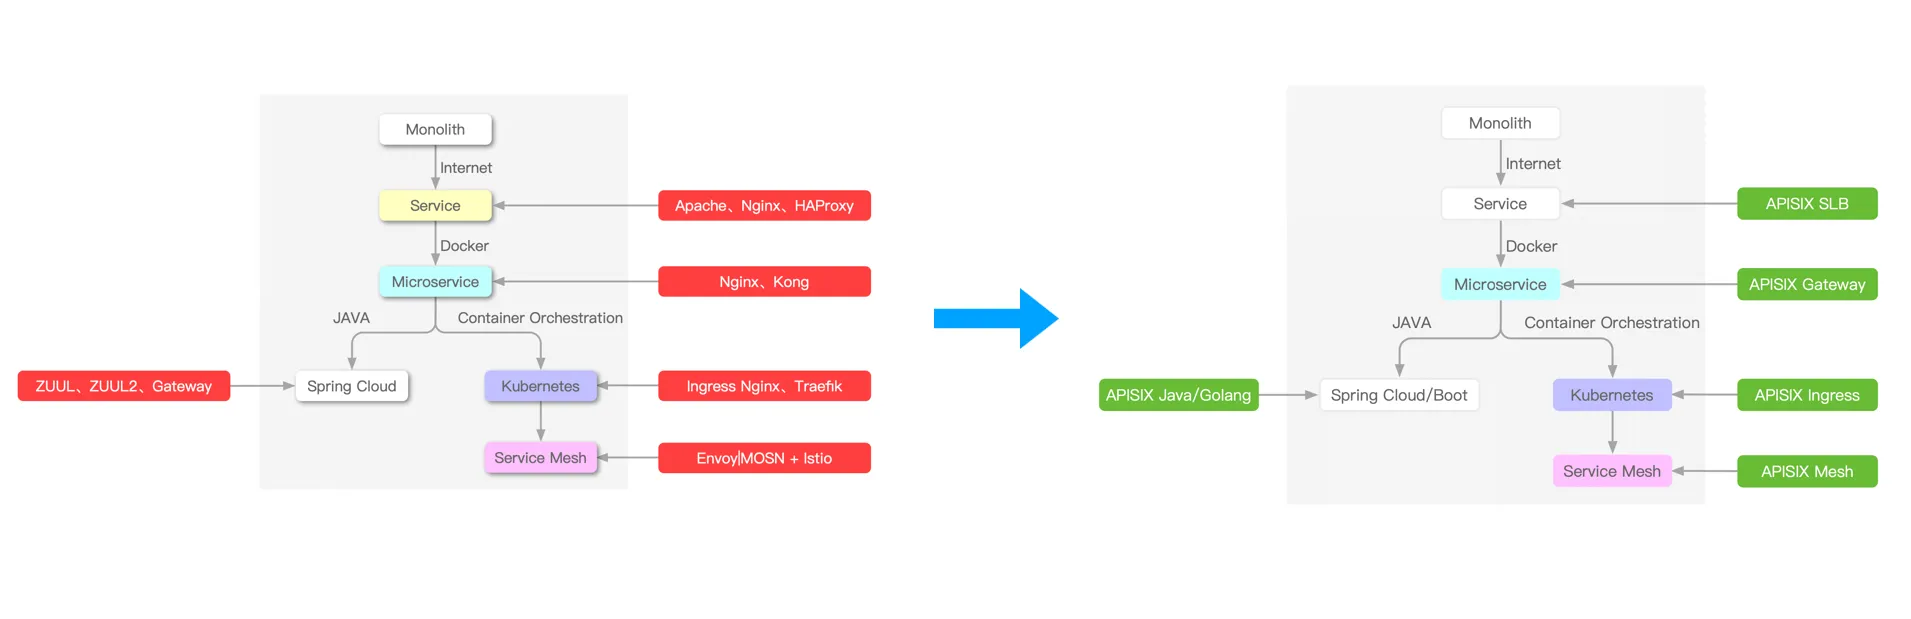 Monolith
Internet
Service
Apache、Nginx、HAProxy
Docker
Microservice
Nginx、Kong
JAVA
Container Orchestration
ZUUL、ZUUL2、Gateway
Spring Cloud
Kubernetes
Ingress Nginx、Traefik
Service Mesh
Envoy|MOSN + Istio
Monolith
Internet
Service
APISIX SLB
Docker
Microservice
APISIX Gateway
JAVA
Container Orchestration
APISIX Java/Golang
Spring Cloud/Boot
Kubernetes
APISIX Ingress
Service Mesh
APISIX Mesh